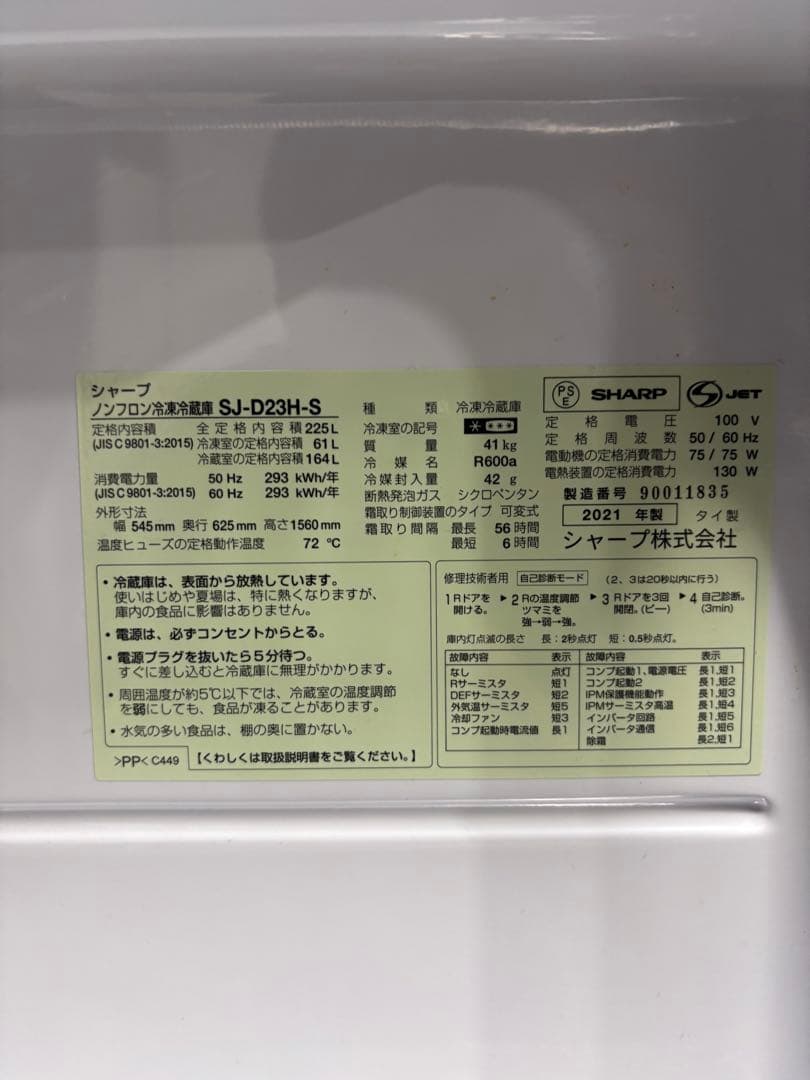 シャープ
ノンフロン冷凍冷蔵庫 SJ-D23H-S
定格内容積 全定格内容積 225L
(JIS C 9801-3:2015) 冷凍室の定格内容積 61L
冷蔵室の定格内容積 164L
消費電力量 50 Hz 293 kWh/年
(JIS C 9801-3:2015) 60 Hz 293 kWh/年
外形寸法
幅 545mm 奥行 625mm 高さ1560mm
温度ヒューズの定格動作温度 72 ℃
種類 冷凍冷蔵庫
冷凍室の記号
質量 41kg
冷媒名 R600a
冷媒封入量 42 g
断熱発泡ガス シクロペンタン
霜取り制御装置のタイプ 可変式
霜取り間隔 最長 56時間
最短 6時間
PS
E
SHARP
JET
定格電圧 100 V
定格周波数 50/60 Hz
電動機の定格消費電力 75/75 W
電熱装置の定格消費電力 130 W
製造番号 90011835
2021 年製 タイ製
シャープ株式会社
・冷蔵庫は、表面から放熱しています。
使いはじめや夏場は、特に熱くなりますが、
庫内の食品に影響はありません。
・電源は、必ずコンセントからとる。
・電源プラグを抜いたら5分待つ。
すぐに差し込むと冷蔵庫に無理がかかります。
・周囲温度が約5℃以下では、冷蔵室の温度調節
を弱にしても、食品が凍ることがあります。
・水気の多い食品は、棚の奥に置かない。
>PP< C449 【くわしくは取扱説明書をご覧ください。】
修理技術者用 自己診断モード (2、3は20秒以内に行う)
1 Rドアを ▶ 2 Rの温度調節 ▶ 3 Rドアを3回 ▶ 4 自己診断。
開ける。 ツマミを 開閉。(ピー) (3min)
強→弱→強。
庫内灯点滅の長さ 長:2秒点灯 短:0.5秒点灯。
故障内容 表示 故障内容 表示
なし 点灯 コンプ起動1、電源電圧 長1、短1
Rサーミスタ 短1 コンプ起動2 長1、短2
DEFサーミスタ 短2 IPM保護機能動作 長1、短3
外気温サーミスタ 短5 IPMサーミスタ高温 長1、短4
冷却ファン 短3 インバータ回路 長1、短5
コンプ起動時電流値 長1 インバータ通信 長1、短6
除霜 長2、短1